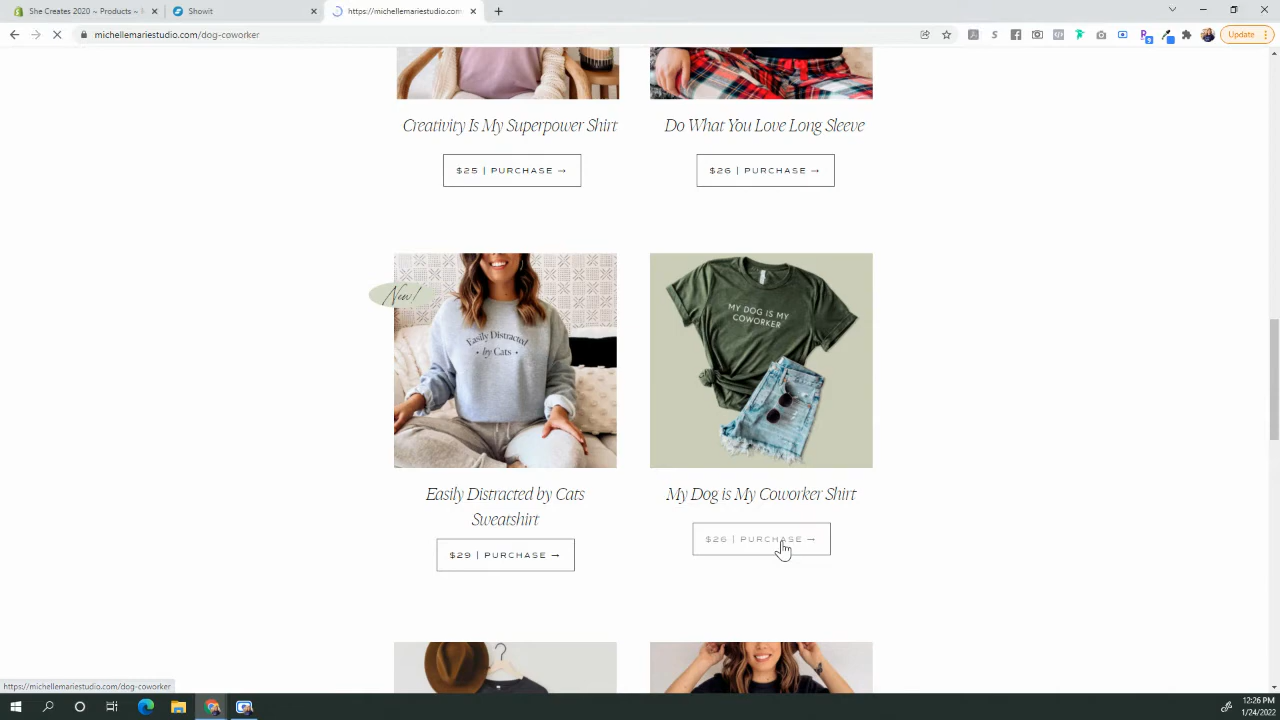 She Creates 2020 ~ Products ~
Showit
https://michellemariestudio.com/
michellemariestudio.com/dog-coworker
Update
Creativity Is My Superpower Shirt
Do What You Love Long Sleeve
$25 | PURCHASE →
$26 | PURCHASE →
New!
Easily Distracted
• by Cats •
MY DOG IS MY
COWORKER
Easily Distracted by Cats
Sweatshirt
My Dog is My Coworker Shirt
$29 | PURCHASE →
$26 | PURCHASE →
https://michellemariestudio.com/dog-coworker
12:26 PM
1/24/2022